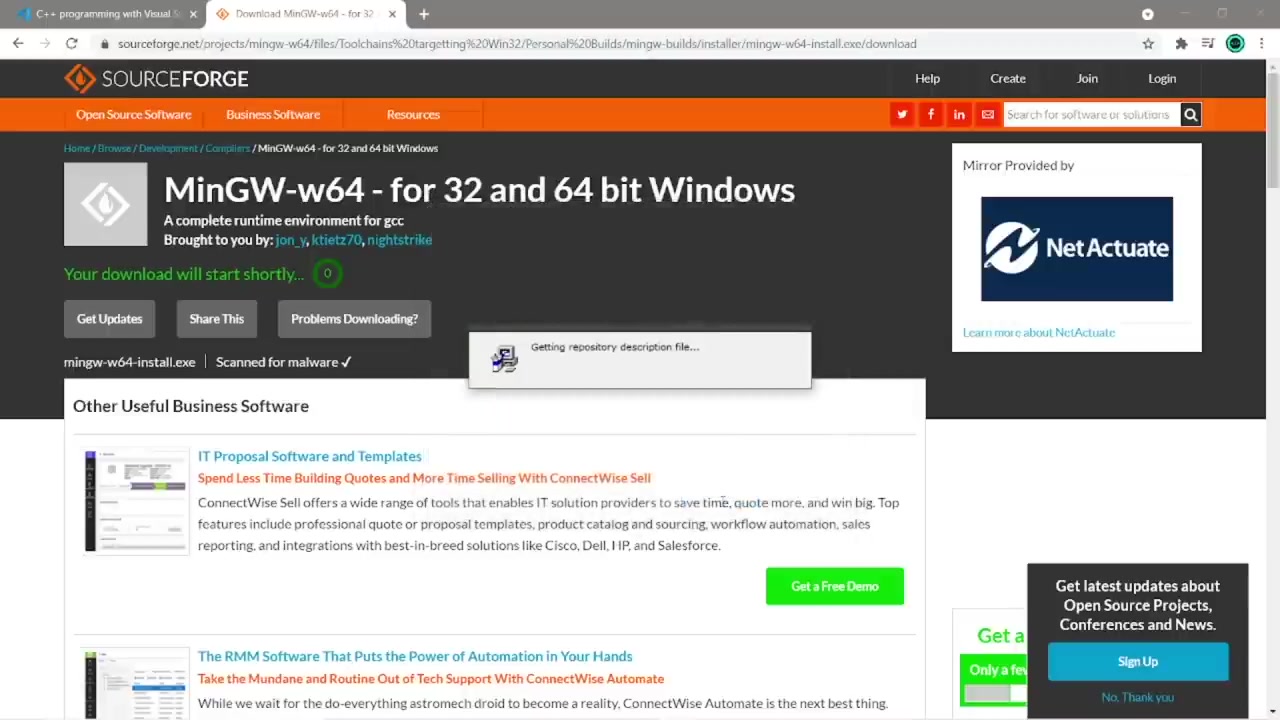 C++ programming with Visual S
Download MinGW-w64 - for 32
sourceforge.net/projects/mingw-w64/files/Toolchains%20targetting%20Win32/Personal%20Builds/mingw-builds/installer/mingw-w64-install.exe/download
SOURCEFORGE
Help Create Join Login
Open Source Software Business Software Resources
Search for software or solutions
Home / Browse / Development / Compilers / MinGW-w64 - for 32 and 64 bit Windows
Mirror Provided by
MinGW-w64 - for 32 and 64 bit Windows
A complete runtime environment for gcc
Brought to you by: jon_y, ktietz70, nightstrike
NetActuate
Your download will start shortly... 0
Get Updates Share This Problems Downloading?
Learn more about NetActuate
Getting repository description file...
mingw-w64-install.exe Scanned for malware ✓
Other Useful Business Software
IT Proposal Software and Templates
Spend Less Time Building Quotes and More Time Selling With ConnectWise Sell
ConnectWise Sell offers a wide range of tools that enables IT solution providers to save time, quote more, and win big. Top
features include professional quote or proposal templates, product catalog and sourcing, workflow automation, sales
reporting, and integrations with best-in-breed solutions like Cisco, Dell, HP, and Salesforce.
Get a Free Demo
Get latest updates about
Open Source Projects,
Conferences and News.
Sign Up
No, Thank you
Get a
Only a few
The RMM Software That Puts the Power of Automation in Your Hands
Take the Mundane and Routine Out of Tech Support With ConnectWise Automate
While we wait for the do-everything astromech droid to become a reality, ConnectWise Automate is the next best thing.